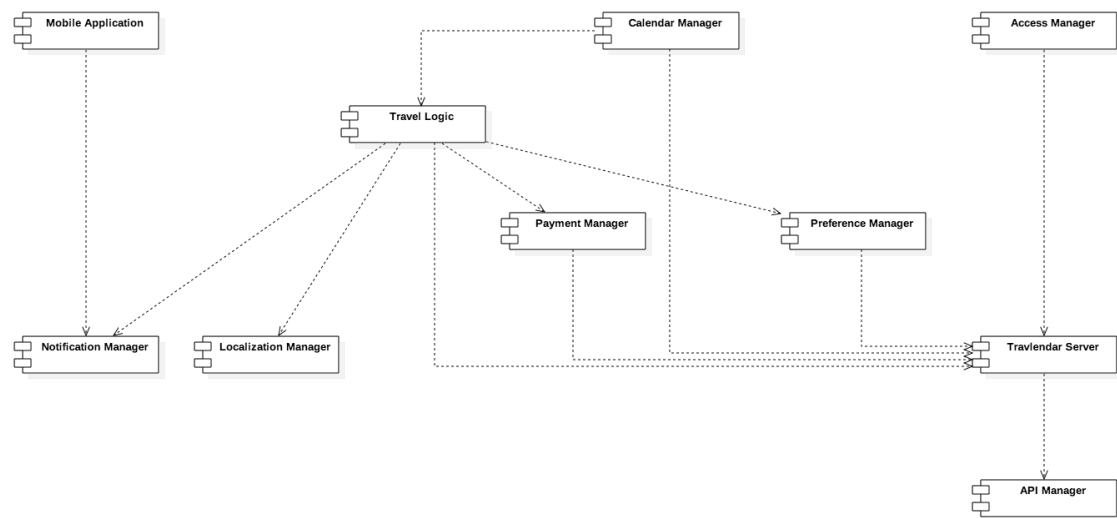 Mobile Application
Calendar Manager
Access Manager
Travel Logic
Payment Manager
Preference Manager
Notification Manager
Localization Manager
Travlendar Server
API Manager